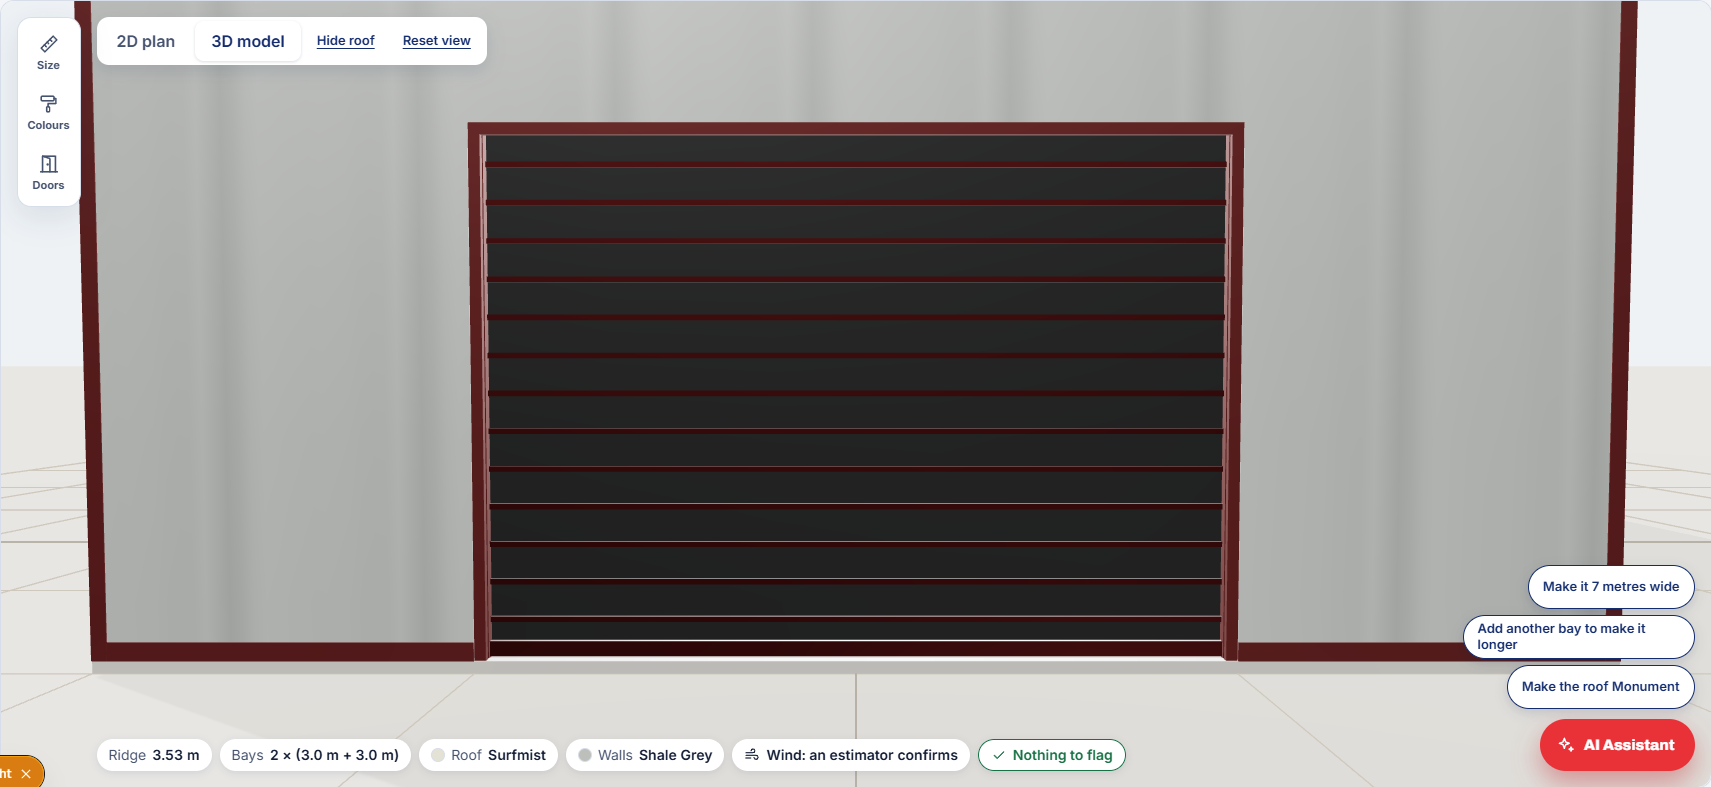 Size
Colours
Doors
2D plan
3D model
Hide roof
Reset view
Make it 7 metres wide
Add another bay to make it
longer
Make the roof Monument
AI Assistant
Ridge 3.53 m
Bays 2 × (3.0 m + 3.0 m)
Roof Surfmist
Walls Shale Grey
Wind: an estimator confirms
Nothing to flag
ht